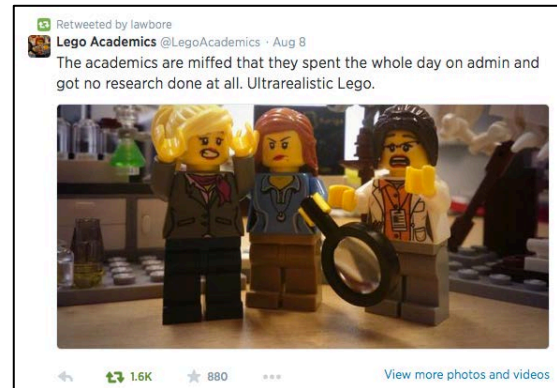 Retweeted by lawbore
Lego Academics @LegoAcademics · Aug 8
The academics are miffed that they spent the whole day on admin and
got no research done at all. Ultrarealistic Lego.
1.6K
880
View more photos and videos